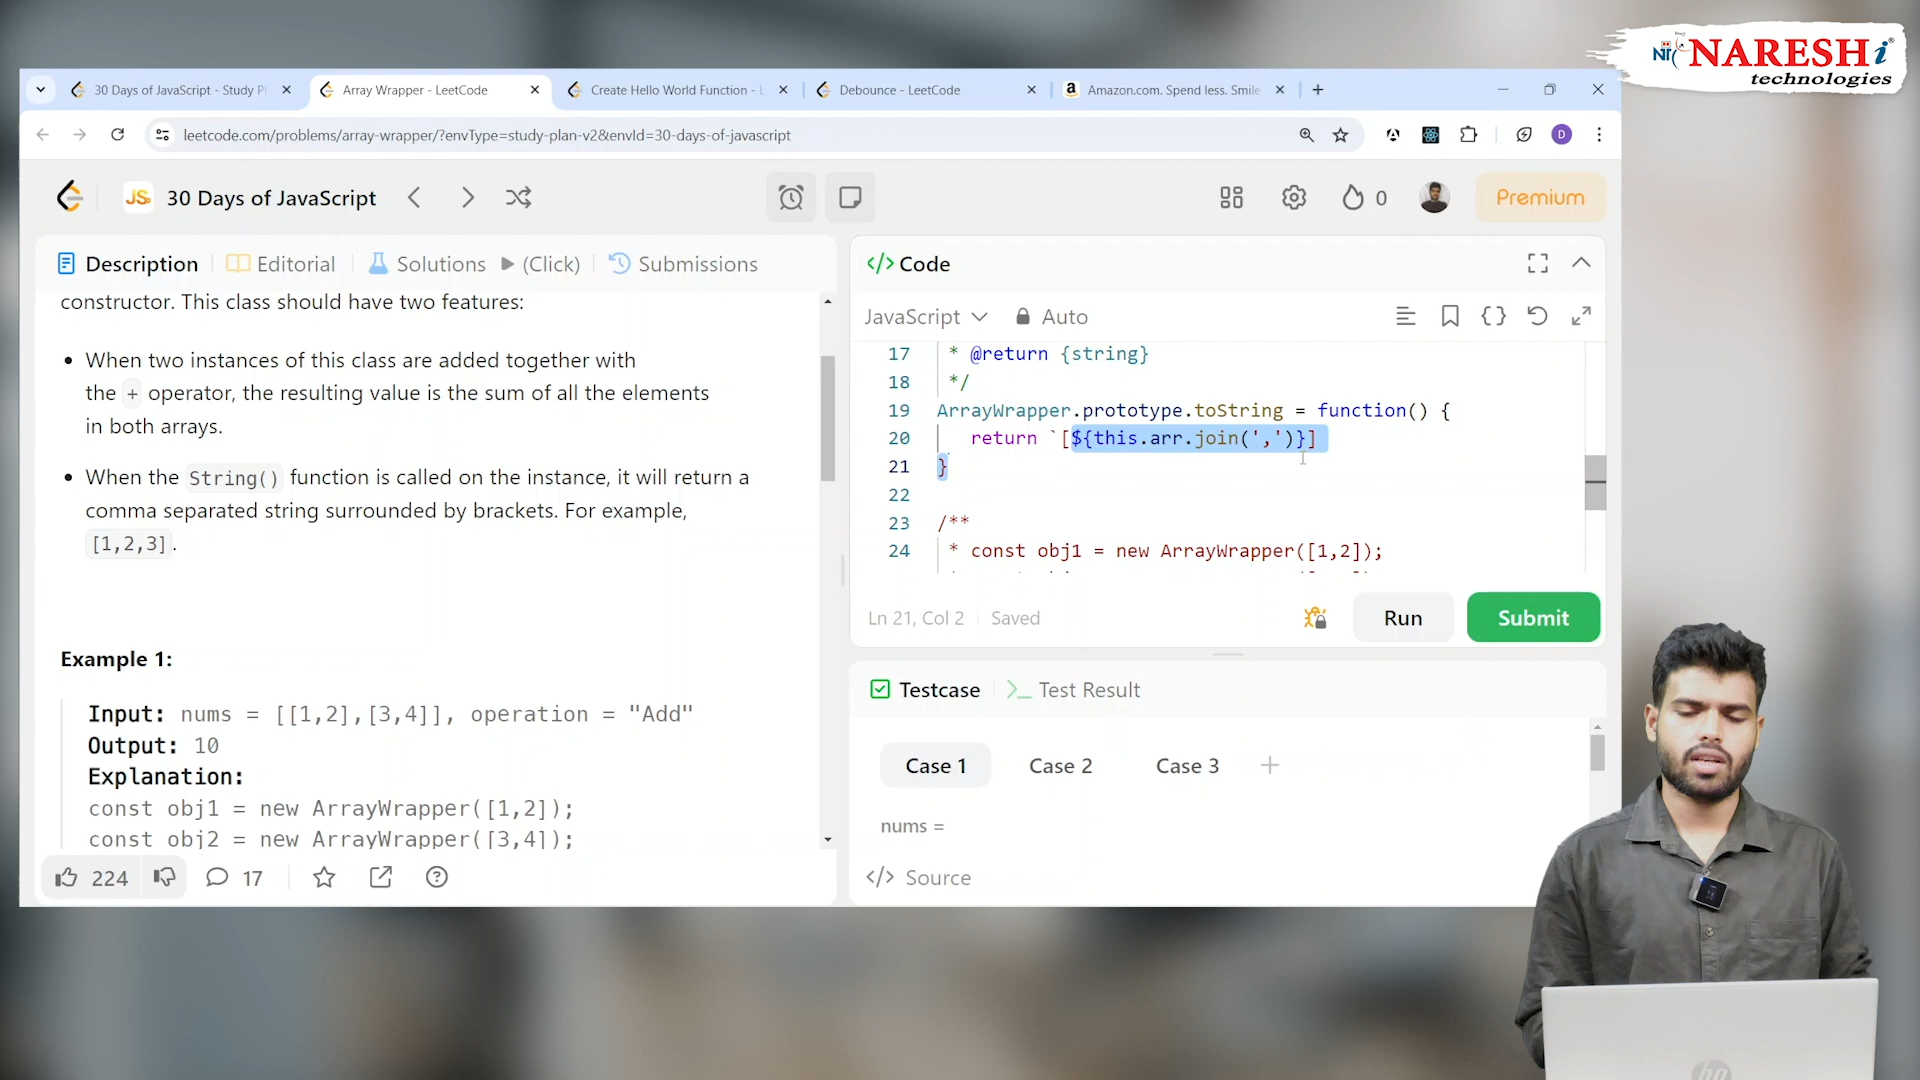 NARESH i
technologies
30 Days of JavaScript - Study Pl
Array Wrapper - LeetCode
Create Hello World Function - L
Debounce - LeetCode
Amazon.com. Spend less. Smile
leetcode.com/problems/array-wrapper/?envType=study-plan-v2&envId=30-days-of-javascript
D
JS 30 Days of JavaScript
0
Premium
Description
Editorial
Solutions
(Click)
Submissions
constructor. This class should have two features:
• When two instances of this class are added together with
the + operator, the resulting value is the sum of all the elements
in both arrays.
• When the String() function is called on the instance, it will return a
comma separated string surrounded by brackets. For example,
[1,2,3].
Example 1:
Input: nums = [[1,2],[3,4]], operation = "Add"
Output: 10
Explanation:
const obj1 = new ArrayWrapper([1,2]);
const obj2 = new ArrayWrapper([3,4]);
224
17
</> Code
JavaScript
Auto
17 * @return {string}
18 */
19 ArrayWrapper.prototype.toString = function() {
20 return `[${this.arr.join(',')}]
21 }
22
23 /**
24 * const obj1 = new ArrayWrapper([1,2]);
Ln 21, Col 2
Saved
Run
Submit
Testcase
Test Result
Case 1
Case 2
Case 3
+
nums =
</> Source
hp